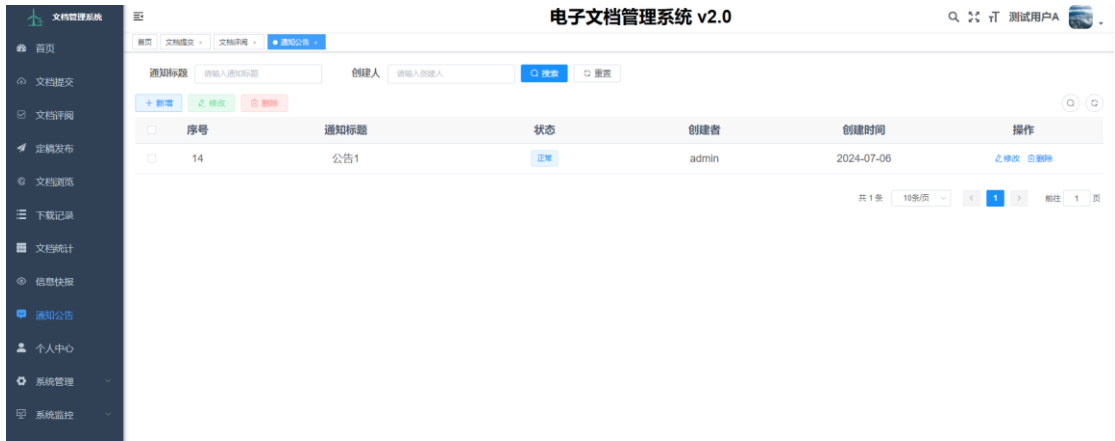 文档管理系统
电子文档管理系统 v2.0
测试用户A
首页
文档提交
文档评阅
定稿发布
文档浏览
下载记录
文档统计
信息快报
通知公告
个人中心
系统管理
系统监控
首页 文档提交 × 文档评阅 × 通知公告 ×
通知标题 请输入通知标题 创建人 请输入创建人 搜索 重置
+ 新增 修改 删除
序号 通知标题 状态 创建者 创建时间 操作
14 公告1 正常 admin 2024-07-06 修改 删除
共 1 条 10条/页 < 1 > 前往 1 页